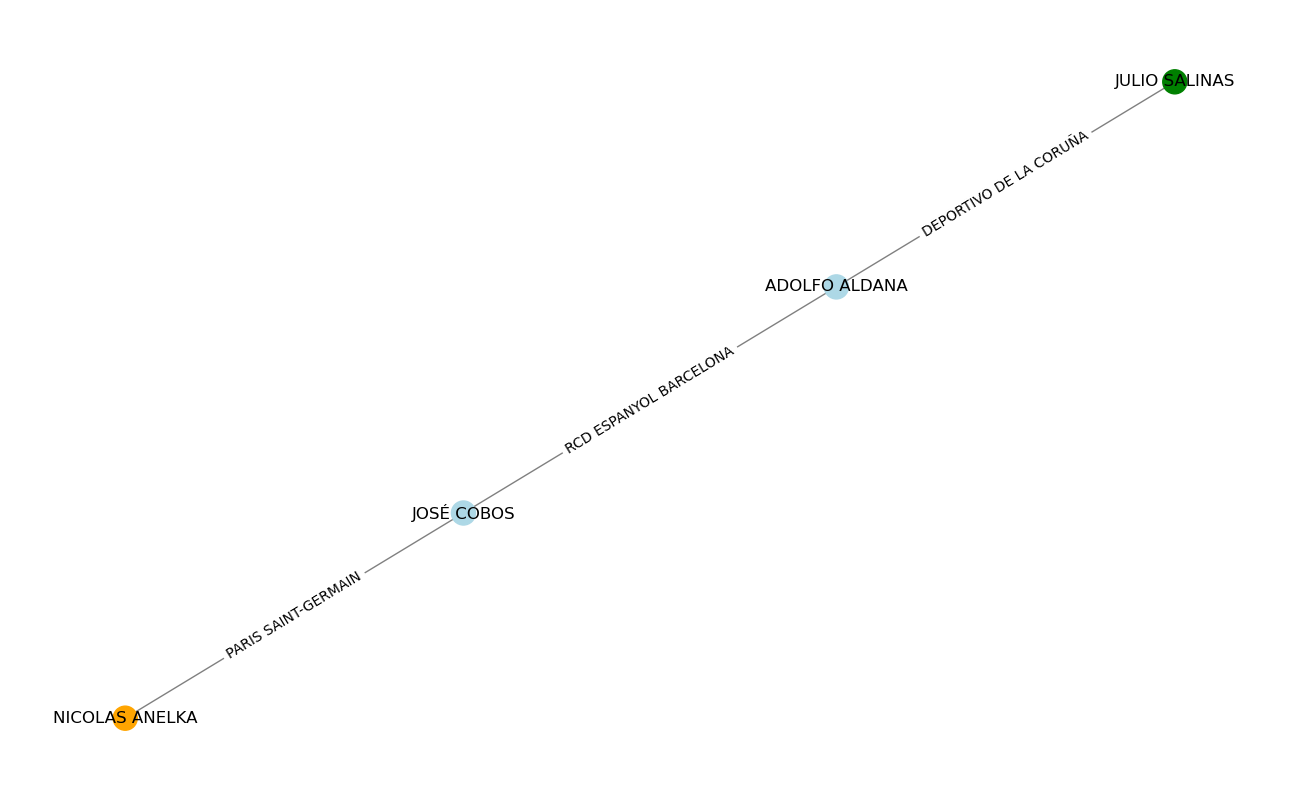 JULIO SALINAS
DEPORTIVO DE LA CORUÑA
ADOLFO ALDANA
RCD ESPANYOL BARCELONA
JOSÉ COBOS
PARIS SAINT-GERMAIN
NICOLAS ANELKA